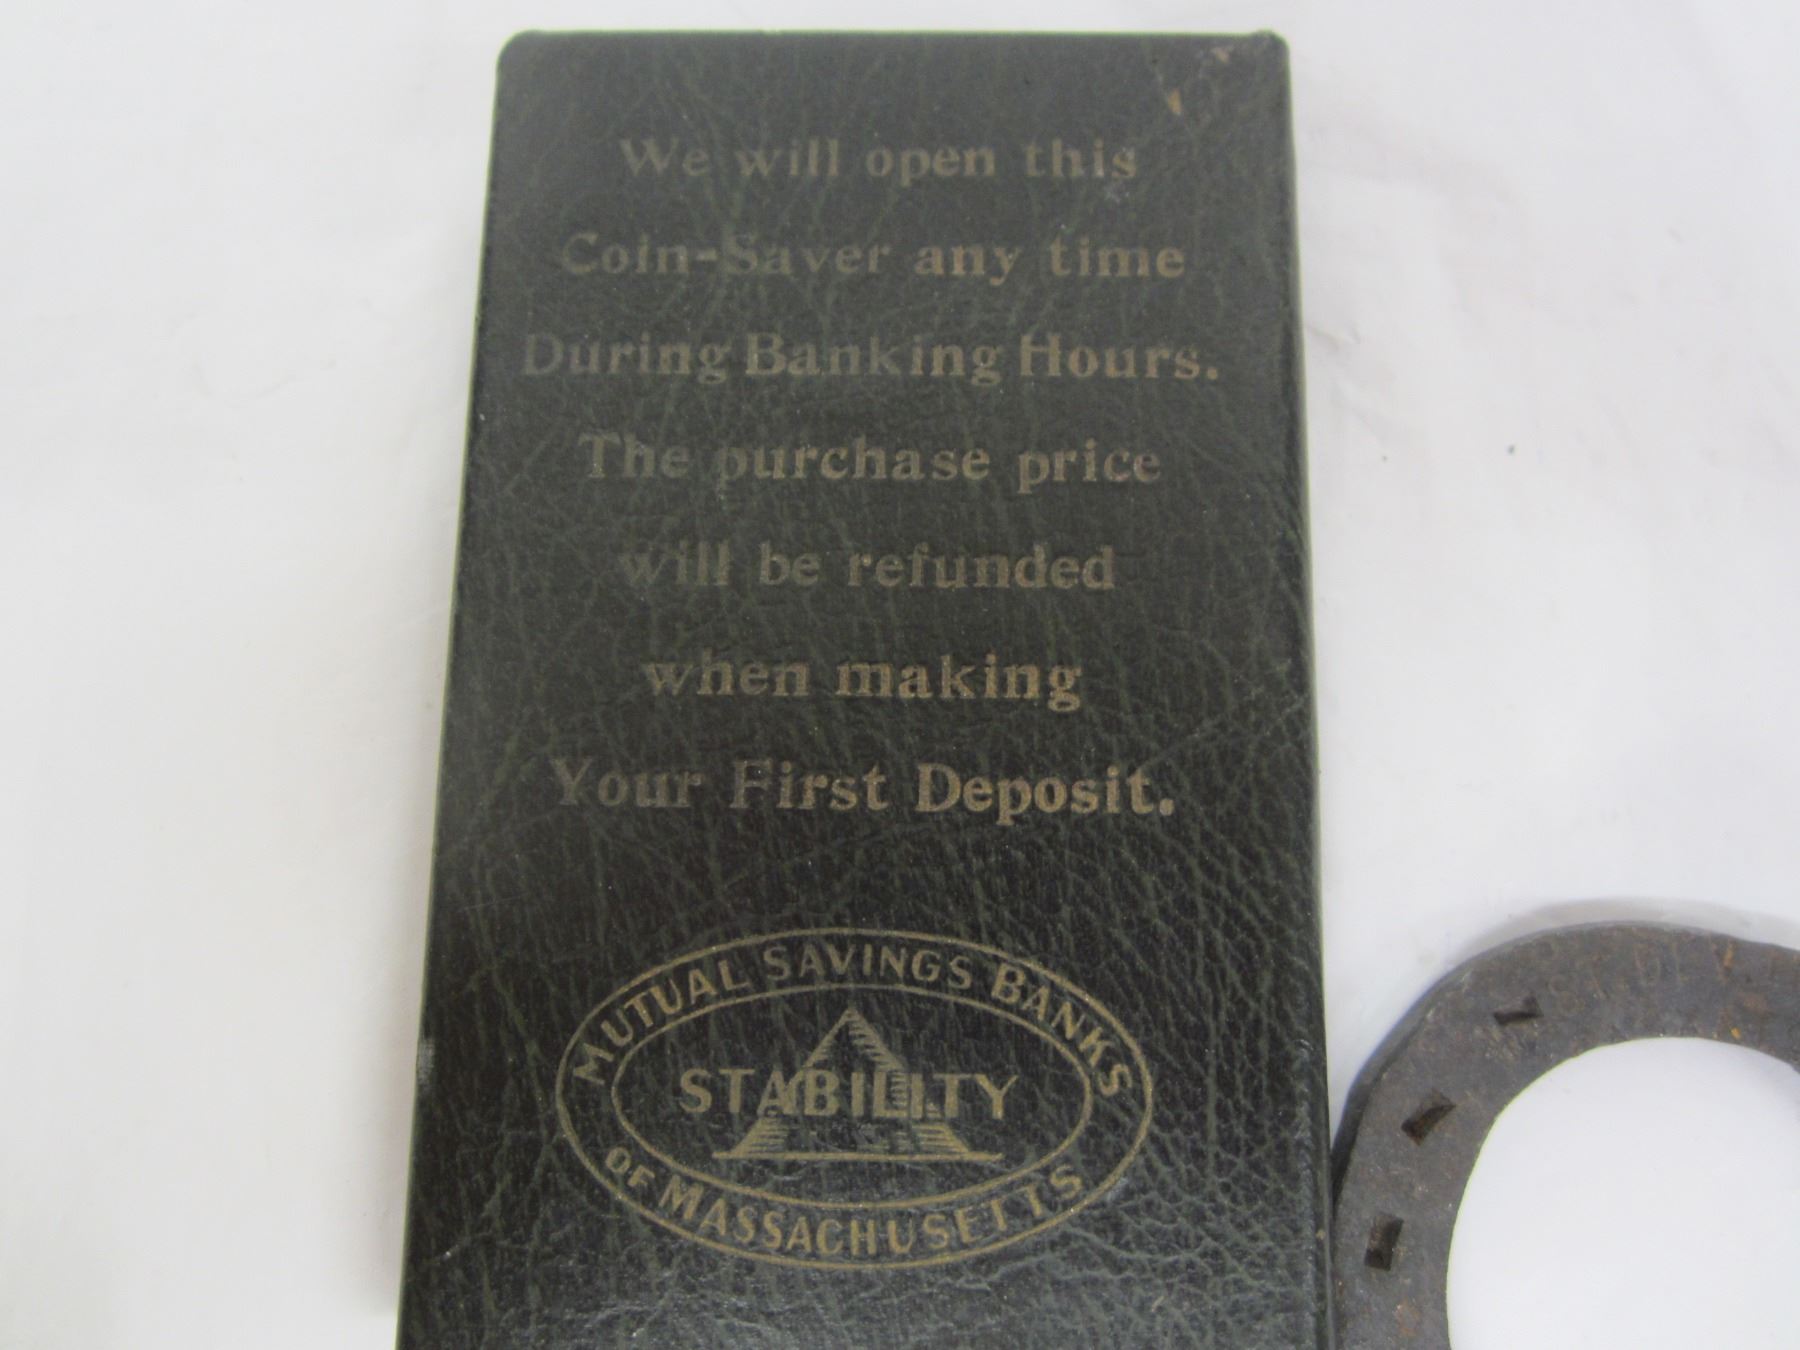 We will open this
Coin-Saver any time
During Banking Hours.
The purchase price
will be refunded
when making
Your First Deposit.
MUTUAL SAVINGS BANKS
STABILITY
OF MASSACHUSETTS